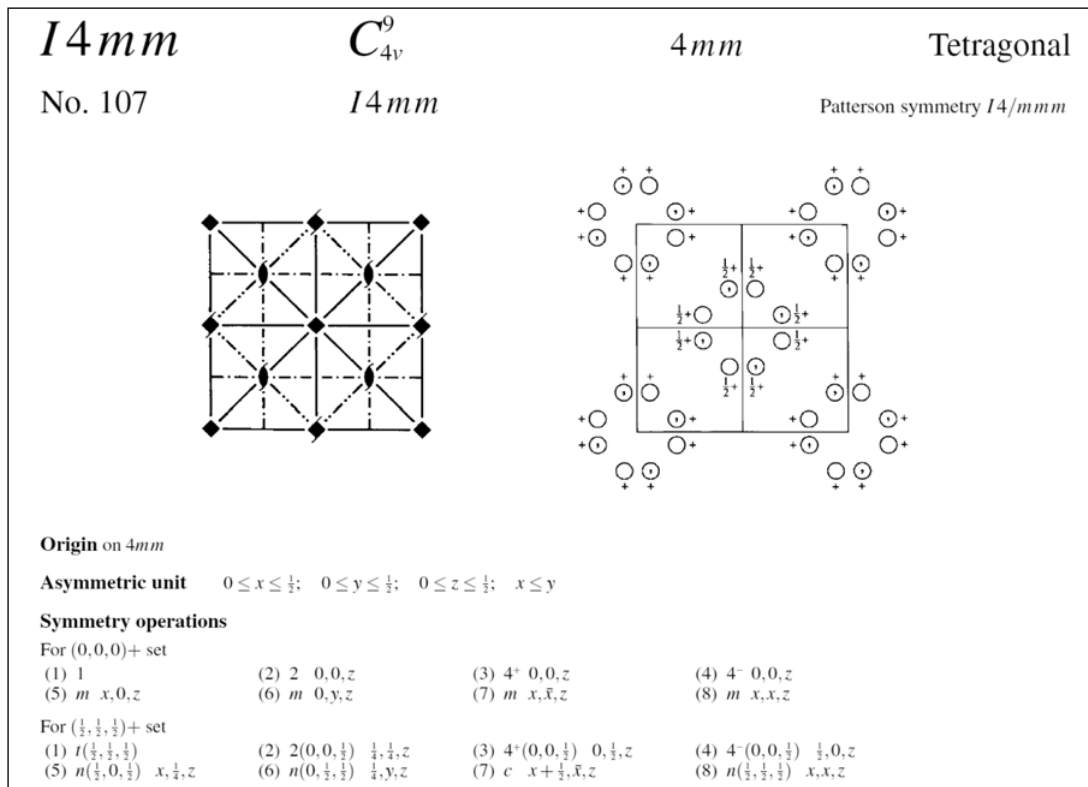 I4mm C⁹₄ᵥ 4mm Tetragonal
No. 107 I4mm Patterson symmetry I4/mmm
+ + + +
+ + + +
+ + + +
+ + + +
½+ ½+
½+ ½+
½+ ½+
½+ ½+
+ + + +
+ + + +
+ + + +
+ + + +
Origin on 4mm
Asymmetric unit 0 ≤ x ≤ ½; 0 ≤ y ≤ ½; 0 ≤ z ≤ ½; x ≤ y
Symmetry operations
For (0,0,0)+ set
(1) 1 (2) 2 0,0,z (3) 4⁺ 0,0,z (4) 4⁻ 0,0,z
(5) m x,0,z (6) m 0,y,z (7) m x,x̄,z (8) m x,x,z
For (½,½,½)+ set
(1) t(½,½,½) (2) 2(0,0,½) ¼,¼,z (3) 4⁺(0,0,½) 0,½,z (4) 4⁻(0,0,½) ½,0,z
(5) n(½,0,½) x,¼,z (6) n(0,½,½) ¼,y,z (7) c x+½,x̄,z (8) n(½,½,½) x,x,z